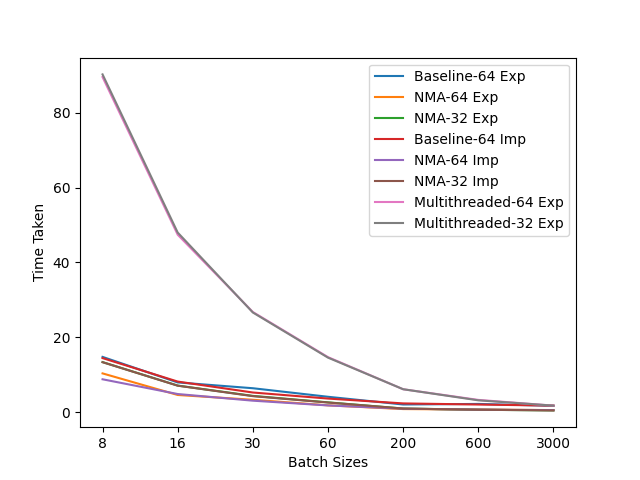 Baseline-64 Exp
NMA-64 Exp
NMA-32 Exp
Baseline-64 Imp
NMA-64 Imp
NMA-32 Imp
Multithreaded-64 Exp
Multithreaded-32 Exp
80
60
40
20
0
Time Taken
8 16 30 60 200 600 3000
Batch Sizes